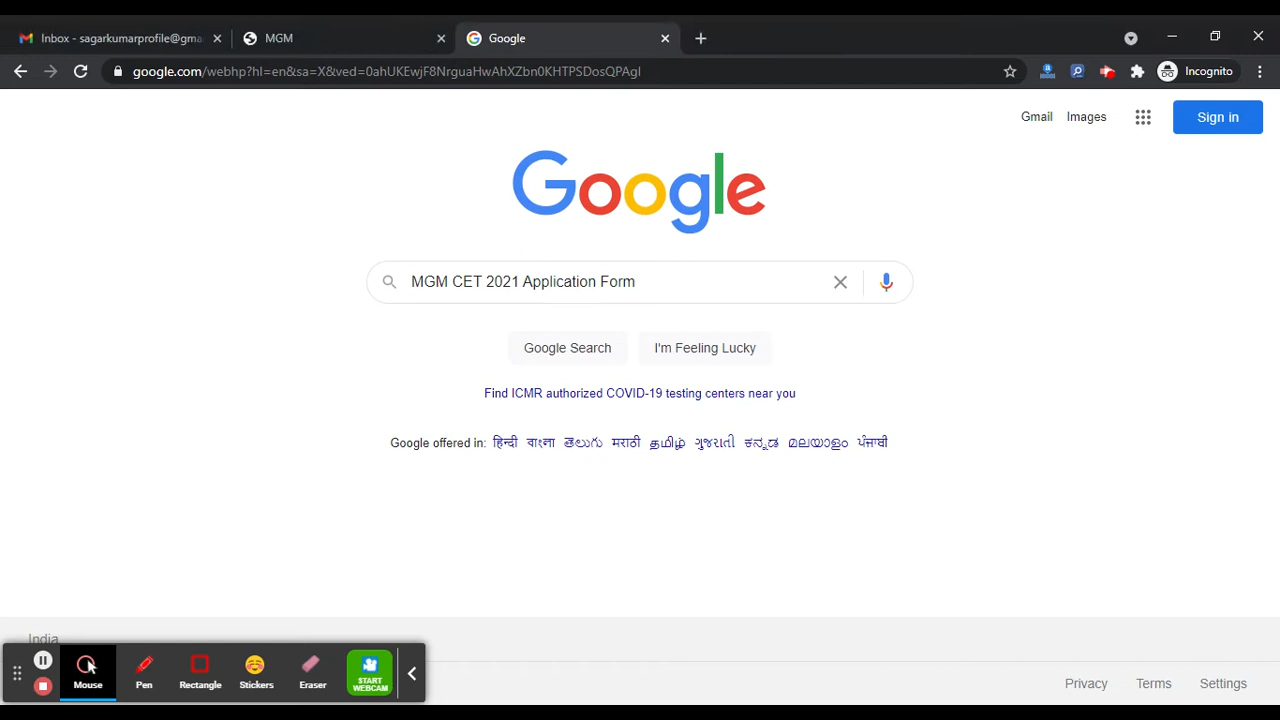 Inbox - sagarkumarprofile@gma
MGM
Google
google.com/webhp?hl=en&sa=X&ved=0ahUKEwjF8NrguaHwAhXZbn0KHTPSDosQPAgI
Incognito
Gmail Images Sign in
Google
MGM CET 2021 Application Form
Google Search I'm Feeling Lucky
Find ICMR authorized COVID-19 testing centers near you
Google offered in: हिन्दी বাংলা తెలుగు मराठी தமிழ் ગુજરાતી ಕನ್ನಡ മലയാളം ਪੰਜਾਬੀ
India
Mouse Pen Rectangle Stickers Eraser START WEBCAM
Privacy Terms Settings